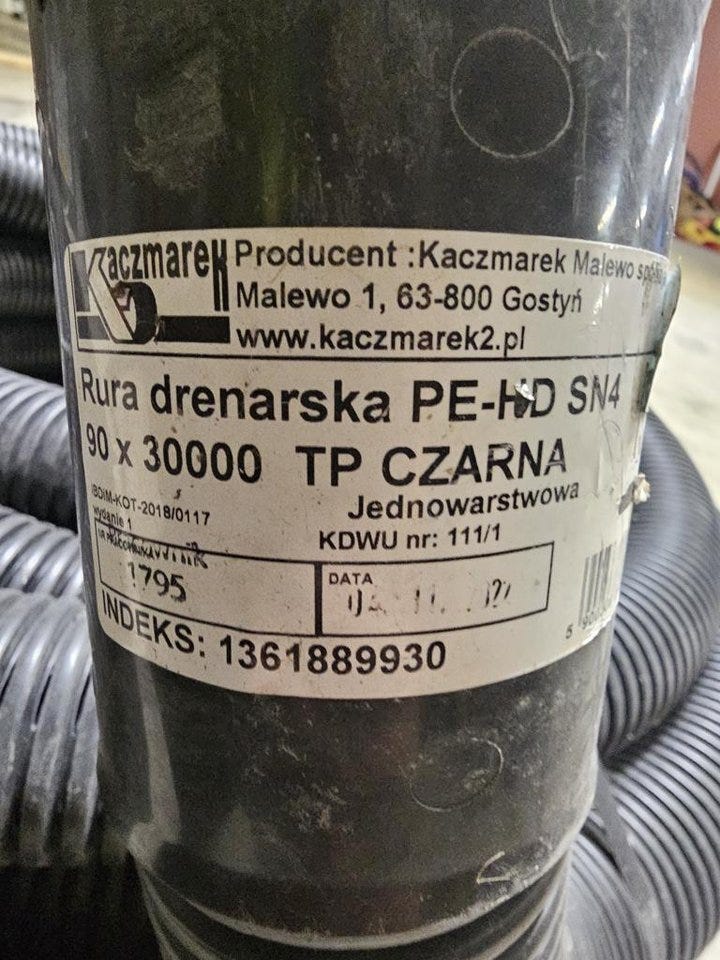 Kaczmarek
Producent :Kaczmarek Malewo
Malewo 1, 63-800 Gostyń
www.kaczmarek2.pl
Rura drenarska PE-HD SN4
90 x 30000 TP CZARNA
Jednowarstwowa
IBDIM-KOT-2018/0117
wydanie 1
KDWU nr: 111/1
1795
DATA
INDEKS: 1361889930